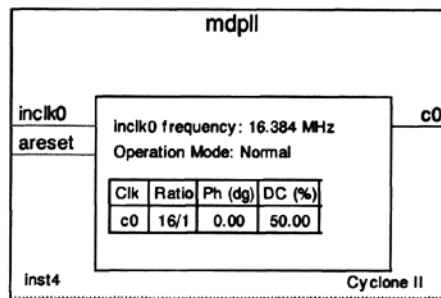 mdpll
inclk0
c0
areset
inclk0 frequency: 16.384 MHz
Operation Mode: Normal
Clk Ratio Ph (dg) DC (%)
c0 16/1 0.00 50.00
inst4
Cyclone II